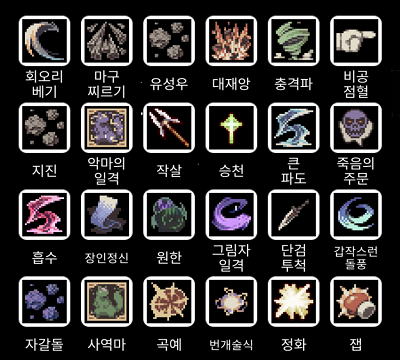 회오리
베기
마구
찌르기
유성우
대재앙
충격파
비공
점혈
지진
악마의
일격
작살
승천
큰
파도
죽음의
주문
흡수
장인정신
원한
그림자
일격
단검
투척
갑작스런
돌풍
자갈돌
사역마
곡예
번개술식
정화
잽